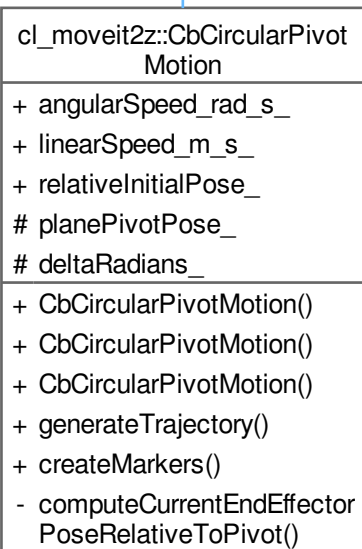 cl_moveit2z::CbCircularPivot
Motion
+ angularSpeed_rad_s_
+ linearSpeed_m_s_
+ relativeInitialPose_
# planePivotPose_
# deltaRadians_
+ CbCircularPivotMotion()
+ CbCircularPivotMotion()
+ CbCircularPivotMotion()
+ generateTrajectory()
+ createMarkers()
- computeCurrentEndEffector
PoseRelativeToPivot()